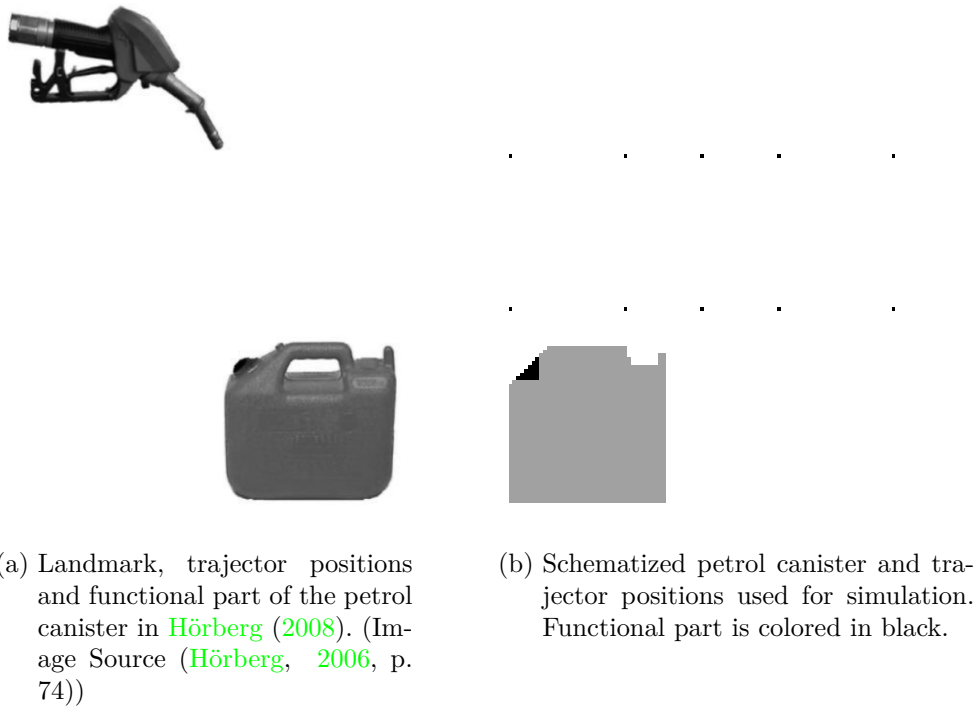 (a) Landmark, trajector positions
and functional part of the petrol
canister in Hörberg (2008). (Im-
age Source (Hörberg, 2006, p.
74))
(b) Schematized petrol canister and tra-
jector positions used for simulation.
Functional part is colored in black.